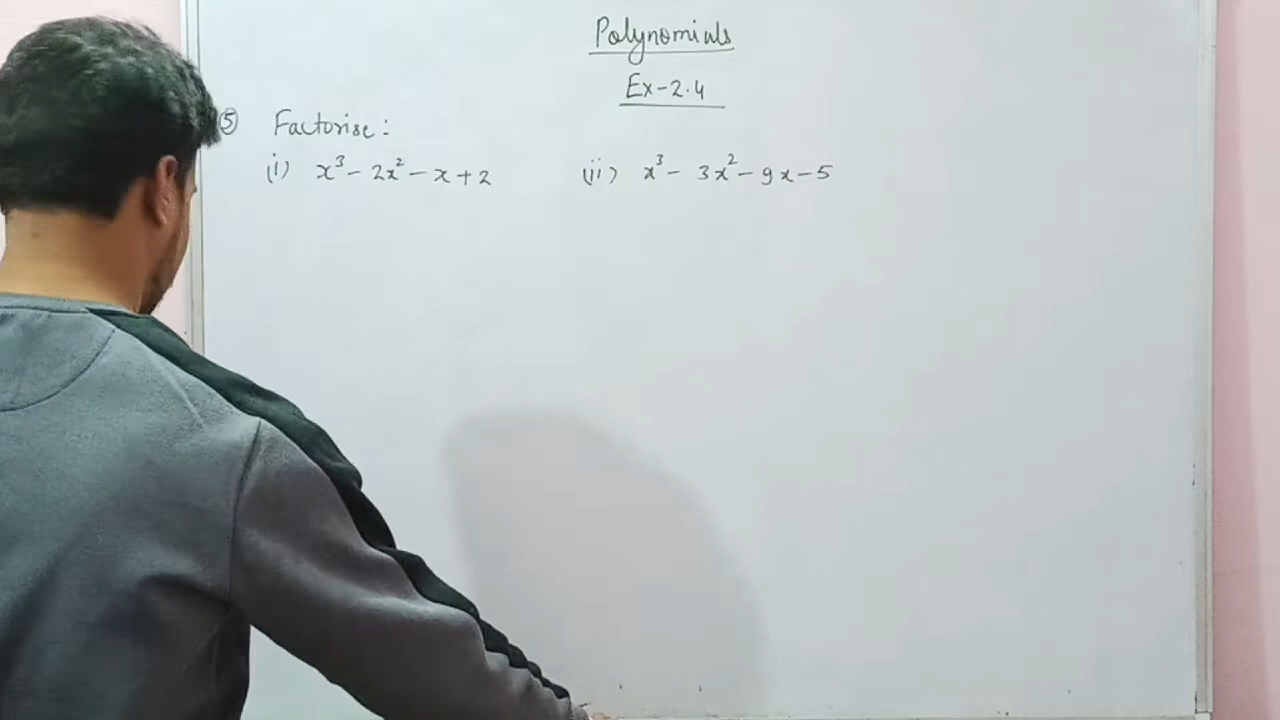 Polynomials
Ex-2.4
⑤ Factorise:
(i) x³ - 2x² - x + 2 (ii) x³ - 3x² - 9x - 5